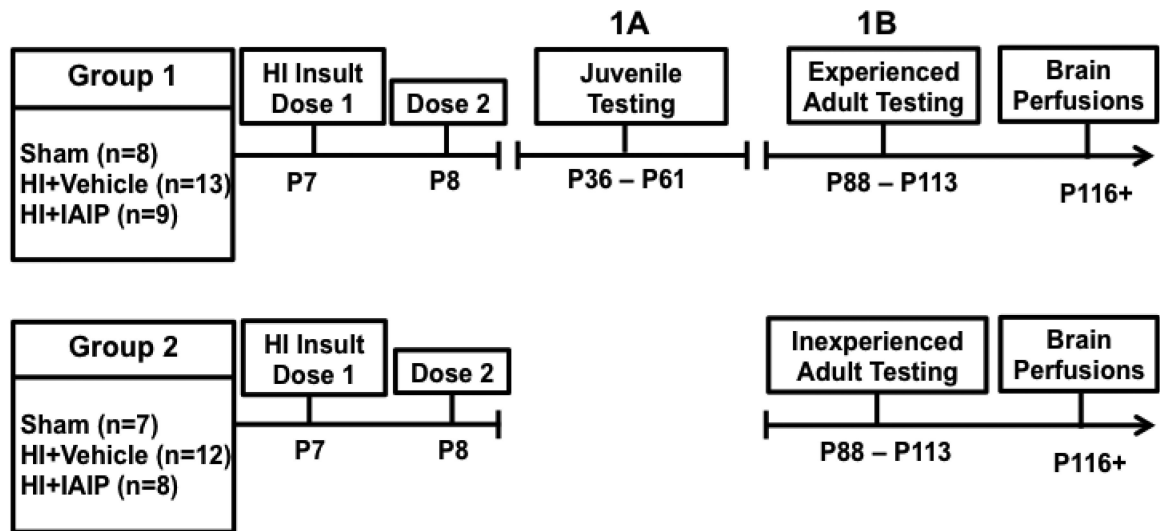 1A
1B
Group 1
HI Insult
Dose 1
Dose 2
Juvenile
Testing
Experienced
Adult Testing
Brain
Perfusions
Sham (n=8)
HI+Vehicle (n=13)
HI+IAIP (n=9)
P7
P8
P36 – P61
P88 – P113
P116+
Group 2
HI Insult
Dose 1
Dose 2
Inexperienced
Adult Testing
Brain
Perfusions
Sham (n=7)
HI+Vehicle (n=12)
HI+IAIP (n=8)
P7
P8
P88 – P113
P116+